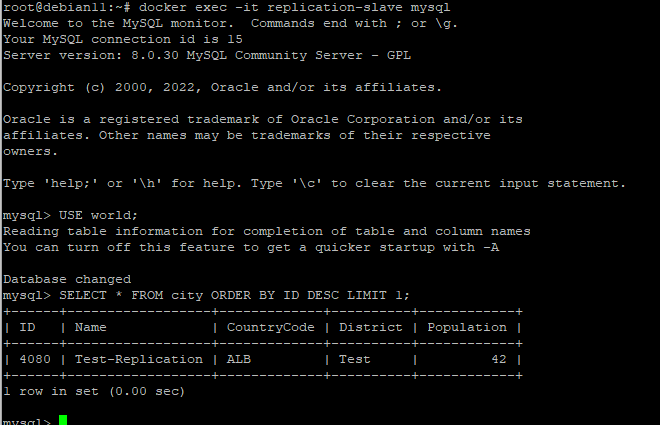 root@debian11:~# docker exec -it replication-slave mysql
Welcome to the MySQL monitor.  Commands end with ; or \g.
Your MySQL connection id is 15
Server version: 8.0.30 MySQL Community Server - GPL
Copyright (c) 2000, 2022, Oracle and/or its affiliates.
Oracle is a registered trademark of Oracle Corporation and/or its
affiliates. Other names may be trademarks of their respective
owners.
Type 'help;' or '\h' for help. Type '\c' to clear the current input statement.
mysql> USE world;
Reading table information for completion of table and column names
You can turn off this feature to get a quicker startup with -A
Database changed
mysql> SELECT * FROM city ORDER BY ID DESC LIMIT 1;
+------+------------------+-------------+----------+------------+
| ID   | Name             | CountryCode | District | Population |
+------+------------------+-------------+----------+------------+
| 4080 | Test-Replication | ALB         | Test     |         42 |
+------+------------------+-------------+----------+------------+
1 row in set (0.00 sec)
mysql>